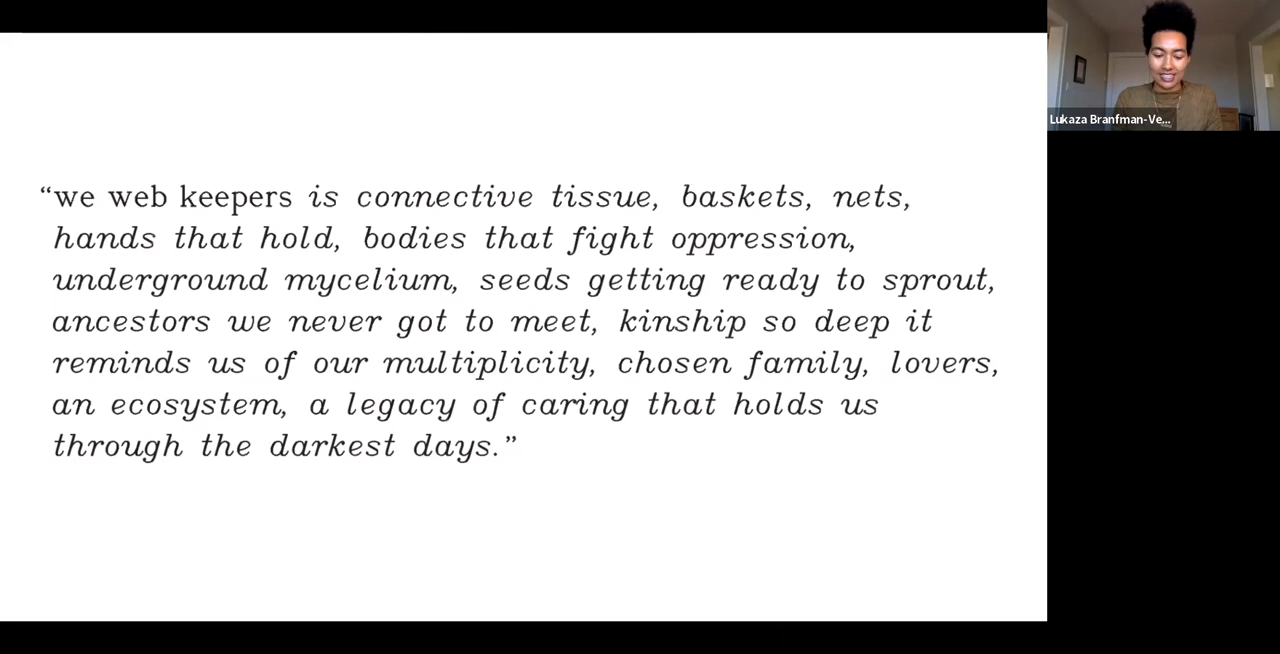 “we web keepers is connective tissue, baskets, nets,
hands that hold, bodies that fight oppression,
underground mycelium, seeds getting ready to sprout,
ancestors we never got to meet, kinship so deep it
reminds us of our multiplicity, chosen family, lovers,
an ecosystem, a legacy of caring that holds us
through the darkest days.”
Lukaza Branfman-Ve...